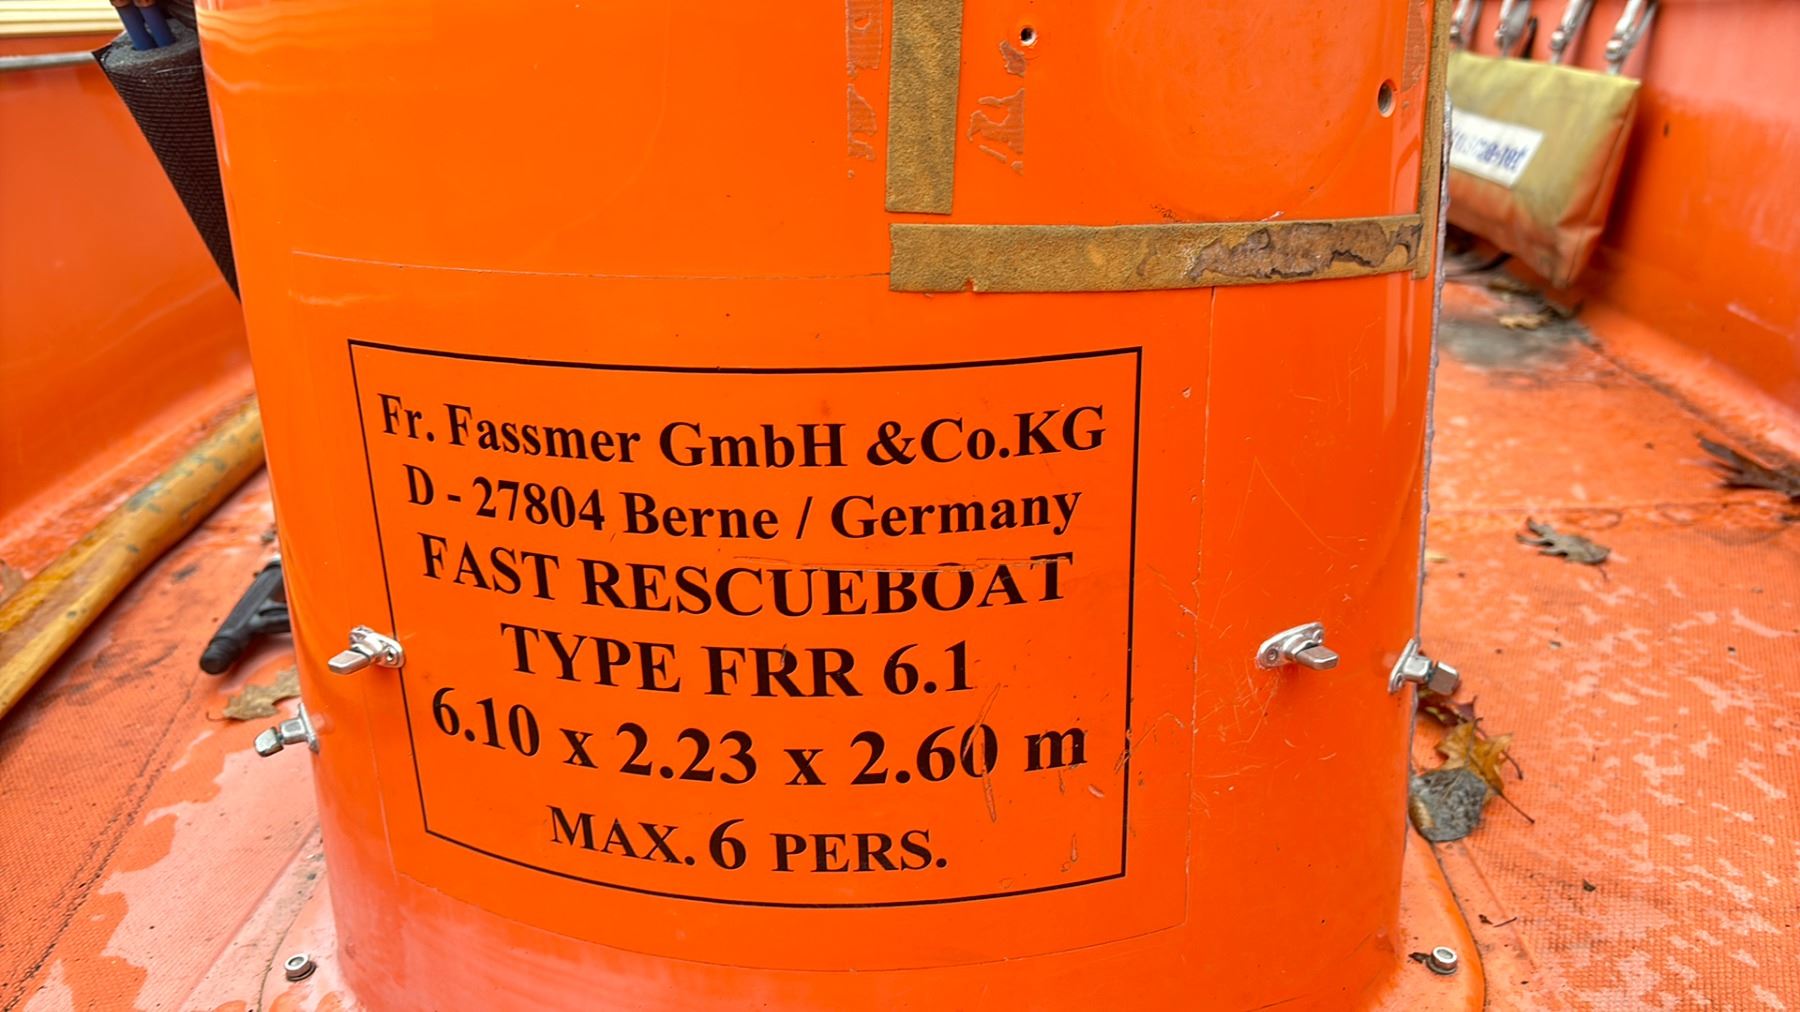 Fr. Fassmer GmbH &Co.KG
D - 27804 Berne / Germany
FAST RESCUEBOAT
TYPE FRR 6.1
6.10 x 2.23 x 2.60 m
MAX. 6 PERS.